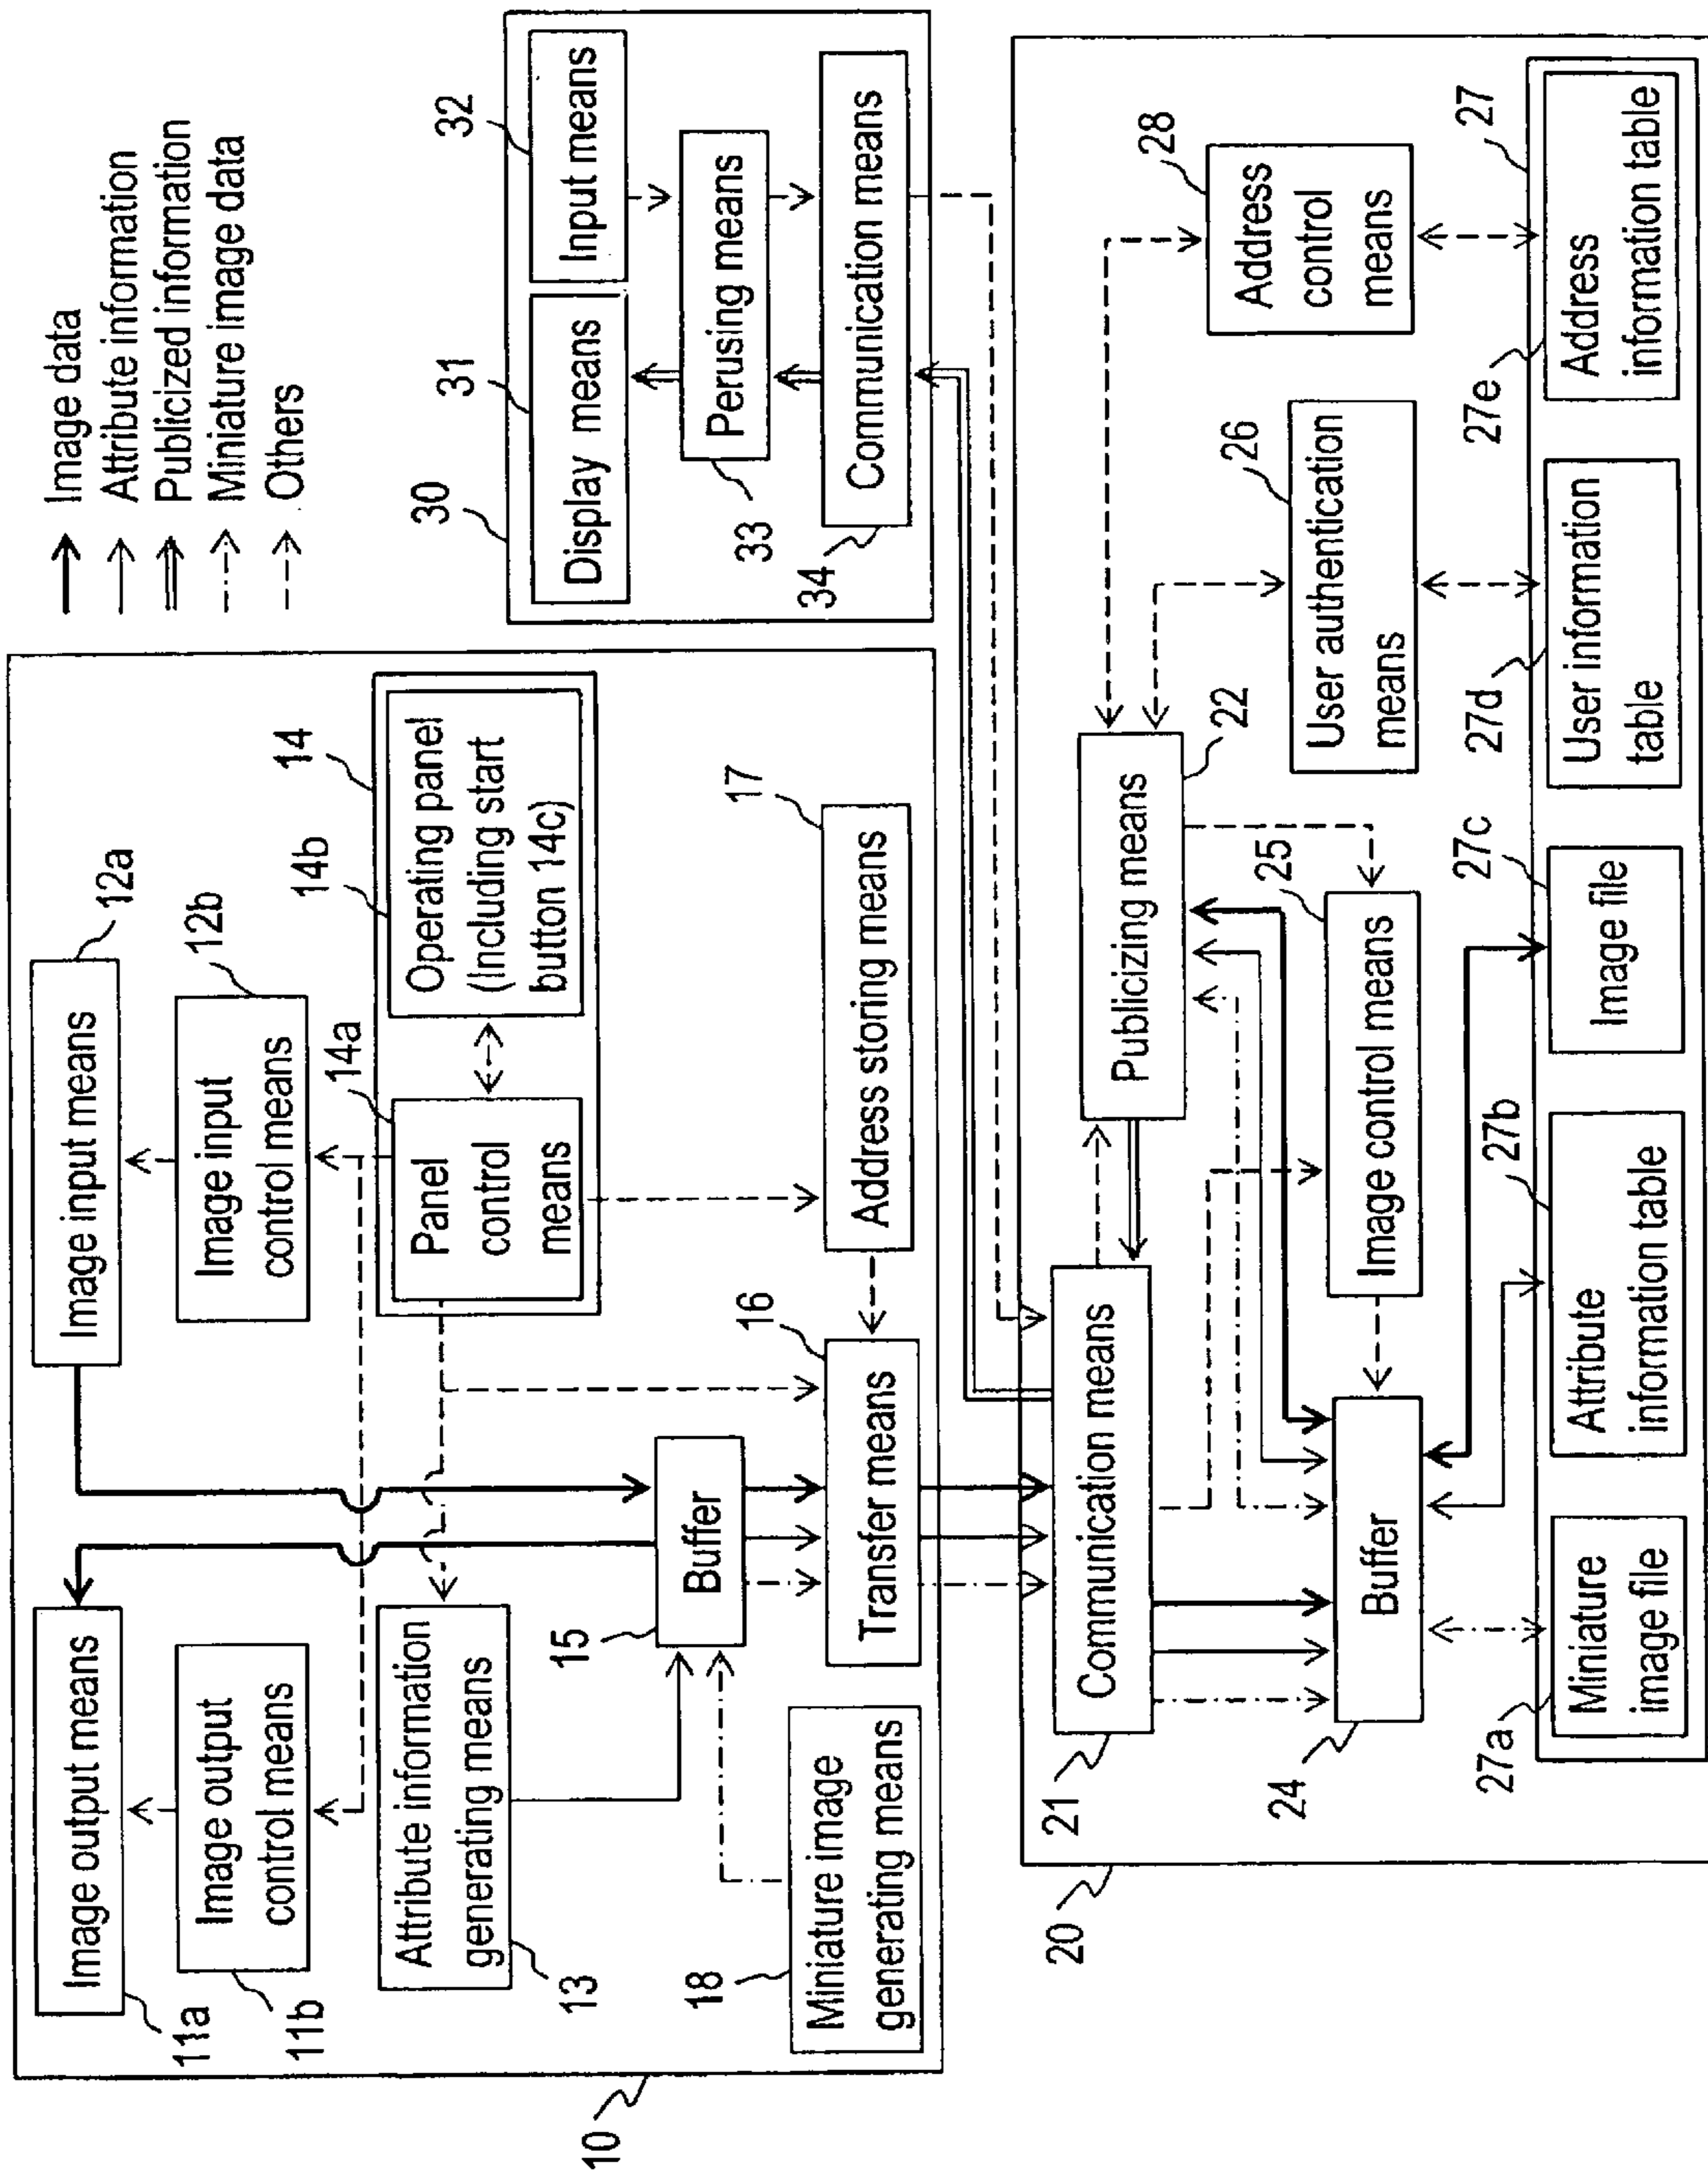 Image data
Attribute information
Publicized information
Miniature image data
Others
10
11a
Image output means
11b
Image output
control means
12a
Image input means
12b
Image input
control means
13
Attribute information
generating means
14
14a
Panel
control
means
14b
Operating panel
(Including start
button 14c)
15
Buffer
16
Transfer means
17
Address storing means
18
Miniature image
generating means
30
31
Display means
32
Input means
33
Perusing means
34
Communication means
20
21
Communication means
22
Publicizing means
24
Buffer
25
Image control means
26
User authentication
means
28
Address
control
means
27
27a
Miniature
image file
27b
Attribute
information table
27c
Image file
27d
User information
table
27e
Address
information table